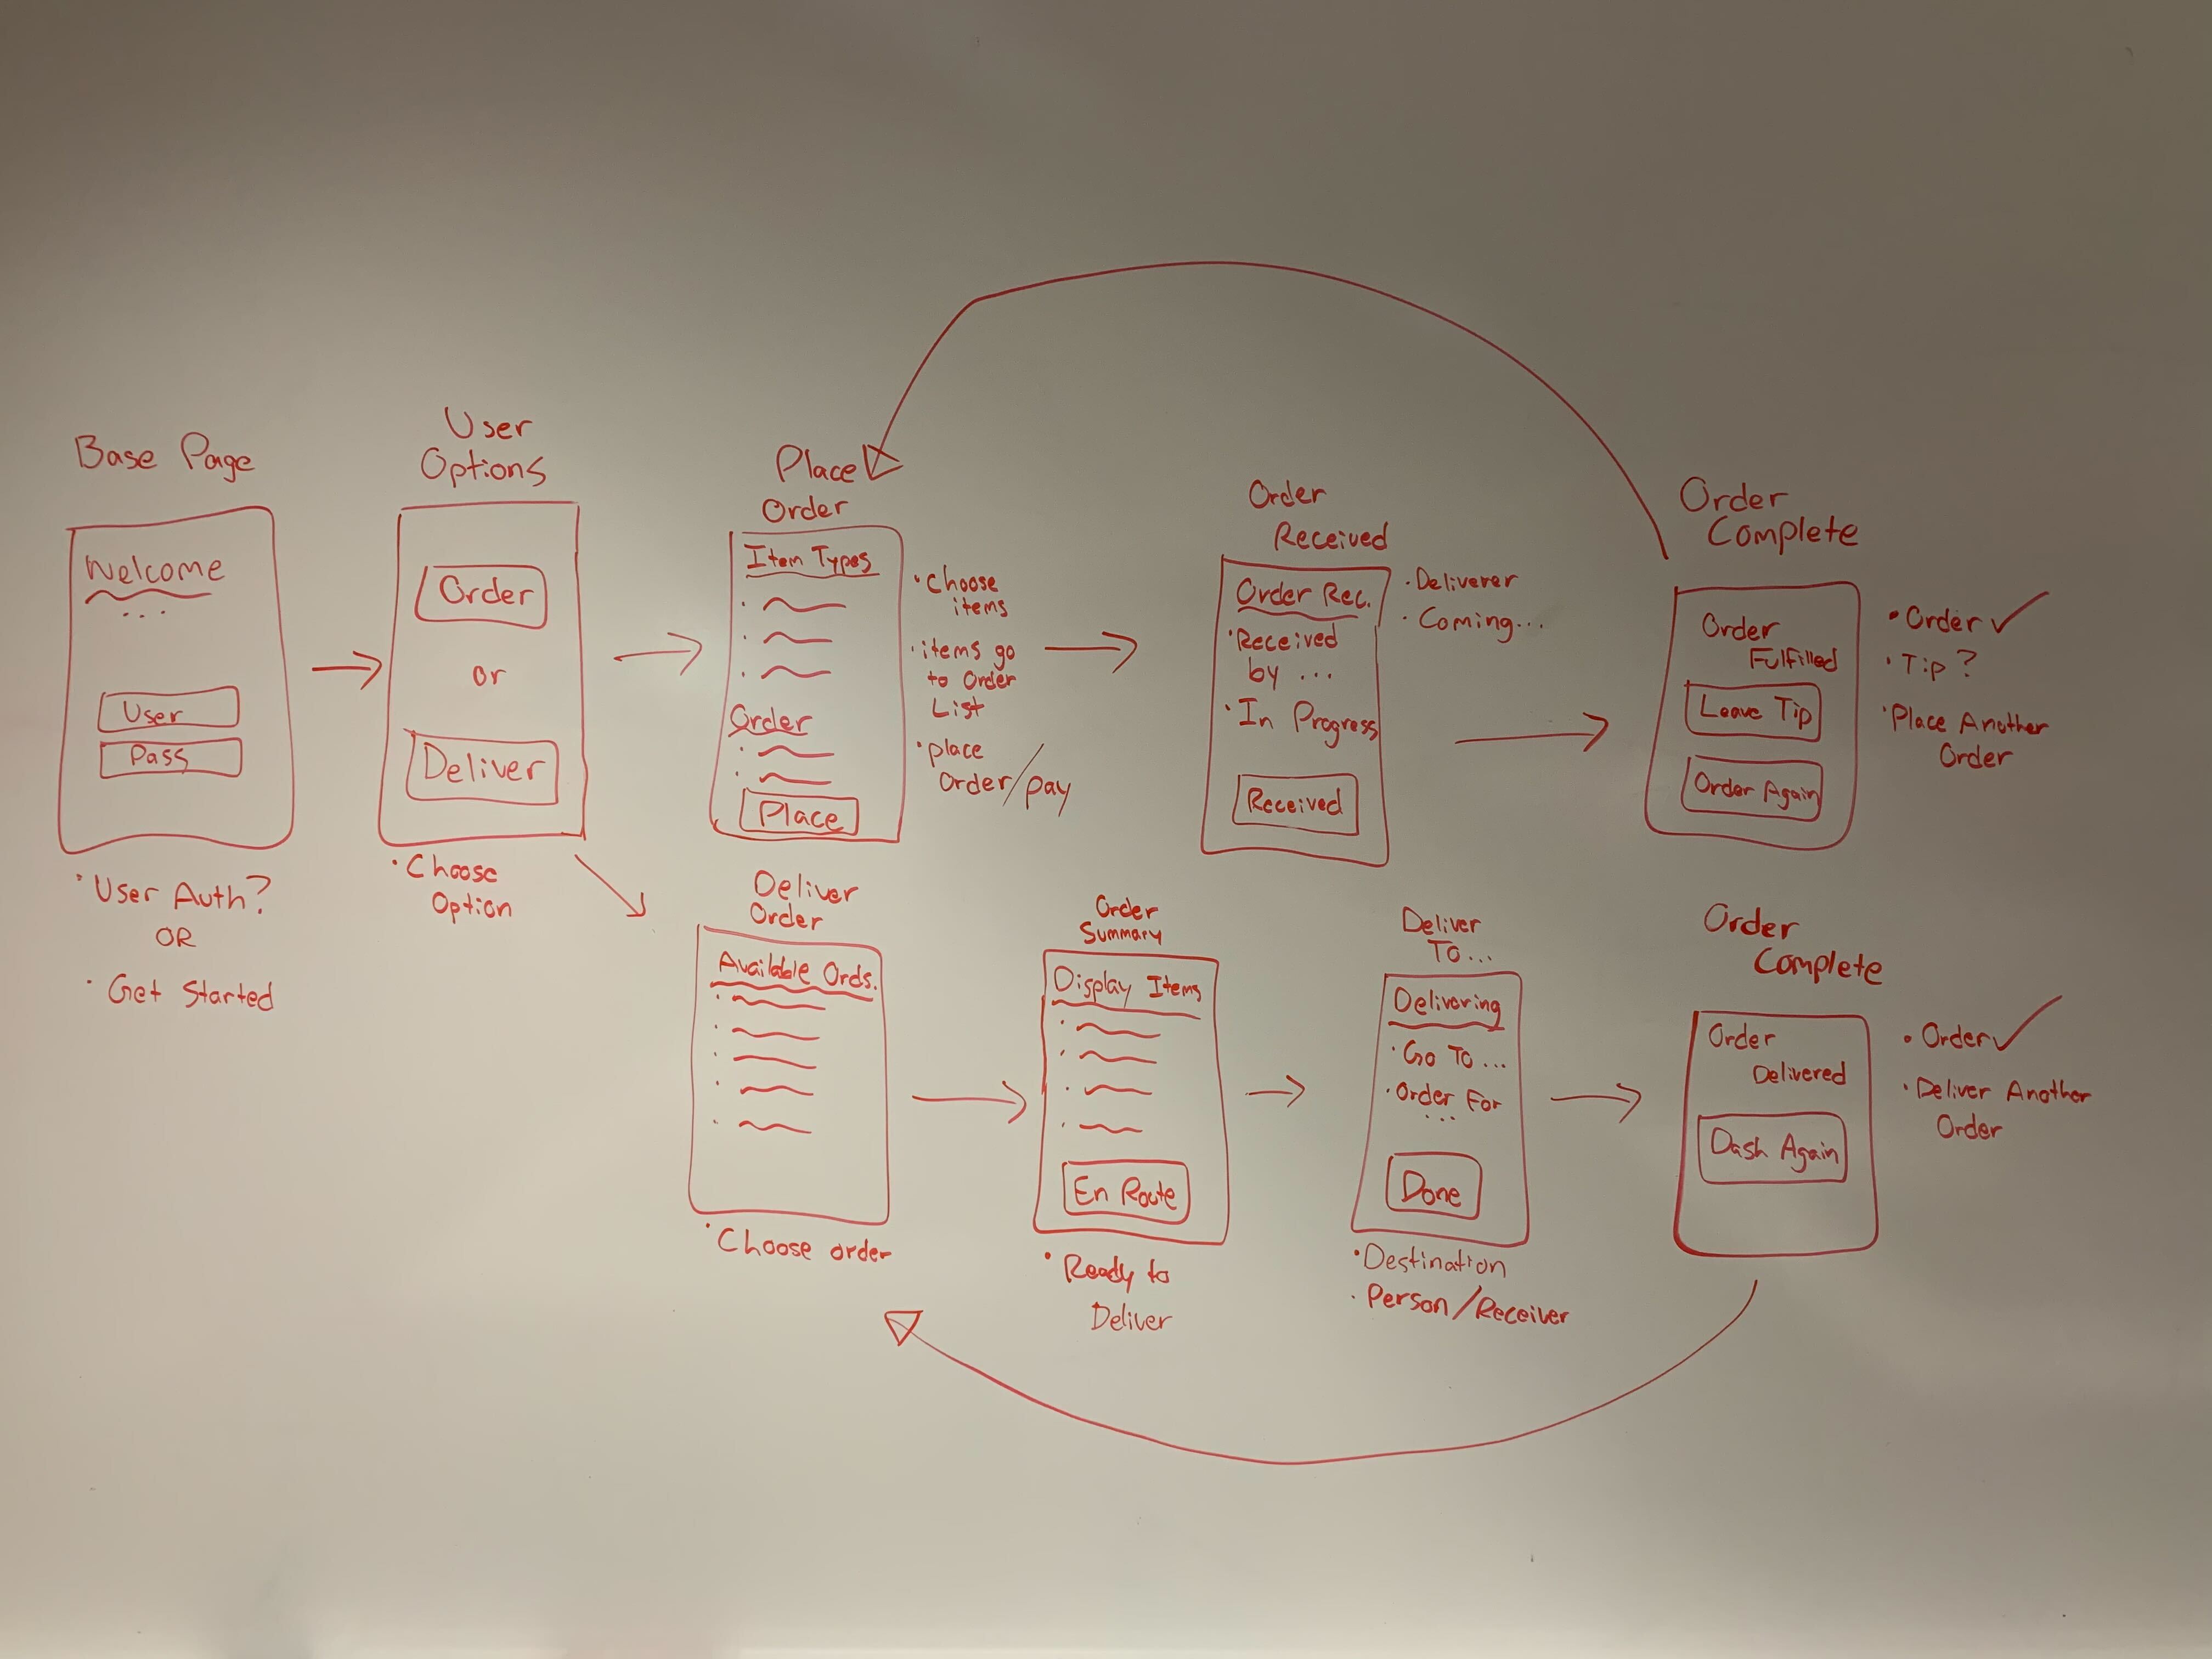 Base Page
Welcome
...
User
Pass
• User Auth?
OR
• Get Started
User
Options
Order
or
Deliver
• Choose
Option
Place
Order
Item Types
Order
Place
• Choose
items
• items go
to Order
List
• place
Order/pay
Order
Received
Order Rec.
• Received
by ...
• In Progress
Received
• Deliverer
• Coming...
Order
Complete
Order
Fulfilled
Leave Tip
Order Again
• Order ✓
• Tip?
• Place Another
Order
Deliver
Order
Available Ords.
• Choose order
Order
Summary
Display Items
En Route
• Ready to
Deliver
Deliver
To...
Delivering
• Go To...
• Order For
...
Done
• Destination
• Person/Receiver
Order
Complete
Order
Delivered
Dash Again
• Order ✓
• Deliver Another
Order